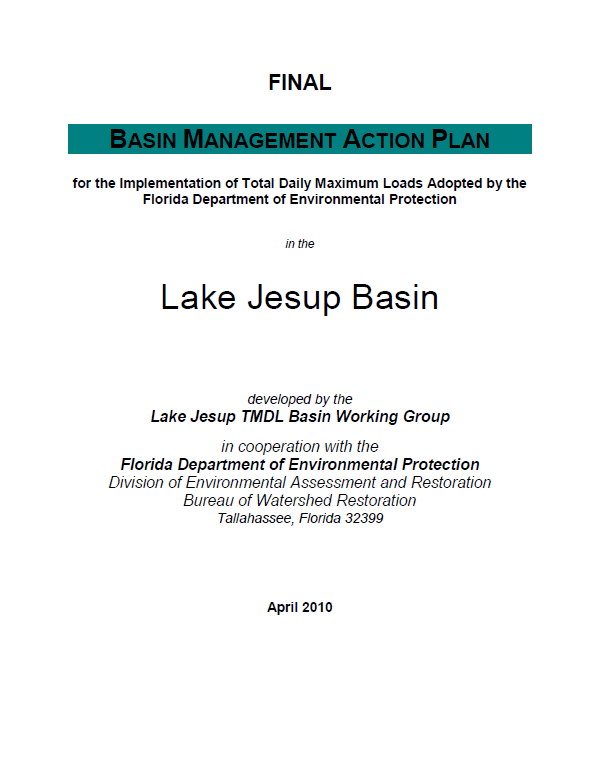 FINAL
BASIN MANAGEMENT ACTION PLAN
for the Implementation of Total Daily Maximum Loads Adopted by the
Florida Department of Environmental Protection
in the
Lake Jesup Basin
developed by the
Lake Jesup TMDL Basin Working Group
in cooperation with the
Florida Department of Environmental Protection
Division of Environmental Assessment and Restoration
Bureau of Watershed Restoration
Tallahassee, Florida 32399
April 2010